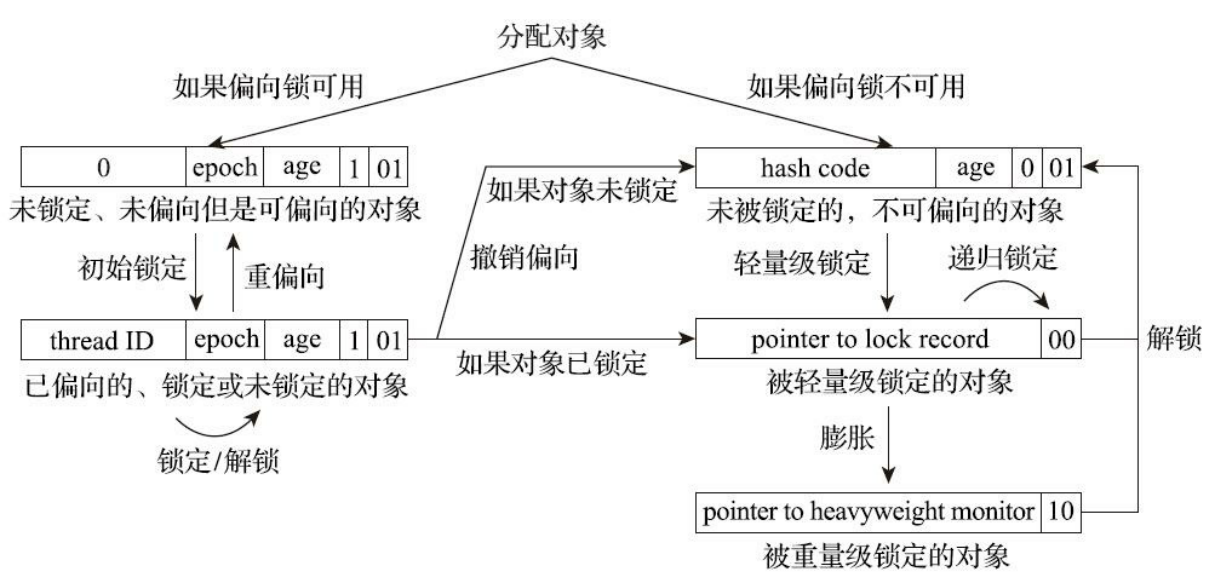 分配对象
如果偏向锁可用
如果偏向锁不可用
0 epoch age 1 01
未锁定、未偏向但是可偏向的对象
hash code age 0 01
未被锁定的，不可偏向的对象
如果对象未锁定
初始锁定
重偏向
撤销偏向
轻量级锁定
递归锁定
thread ID epoch age 1 01
已偏向的、锁定或未锁定的对象
如果对象已锁定
pointer to lock record 00
被轻量级锁定的对象
解锁
锁定/解锁
膨胀
pointer to heavyweight monitor 10
被重量级锁定的对象